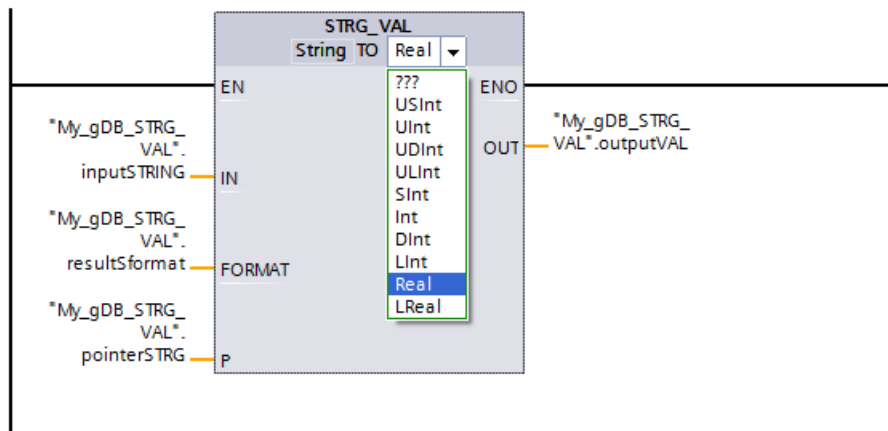 STRG_VAL
String TO Real
EN
ENO
???
USInt
UInt
UDInt
ULInt
SInt
Int
DInt
LInt
Real
LReal
"My_gDB_STRG_
VAL".
inputSTRING
IN
OUT
"My_gDB_STRG_
VAL".outputVAL
"My_gDB_STRG_
VAL".
resultSformat
FORMAT
"My_gDB_STRG_
VAL".
pointerSTRG
P